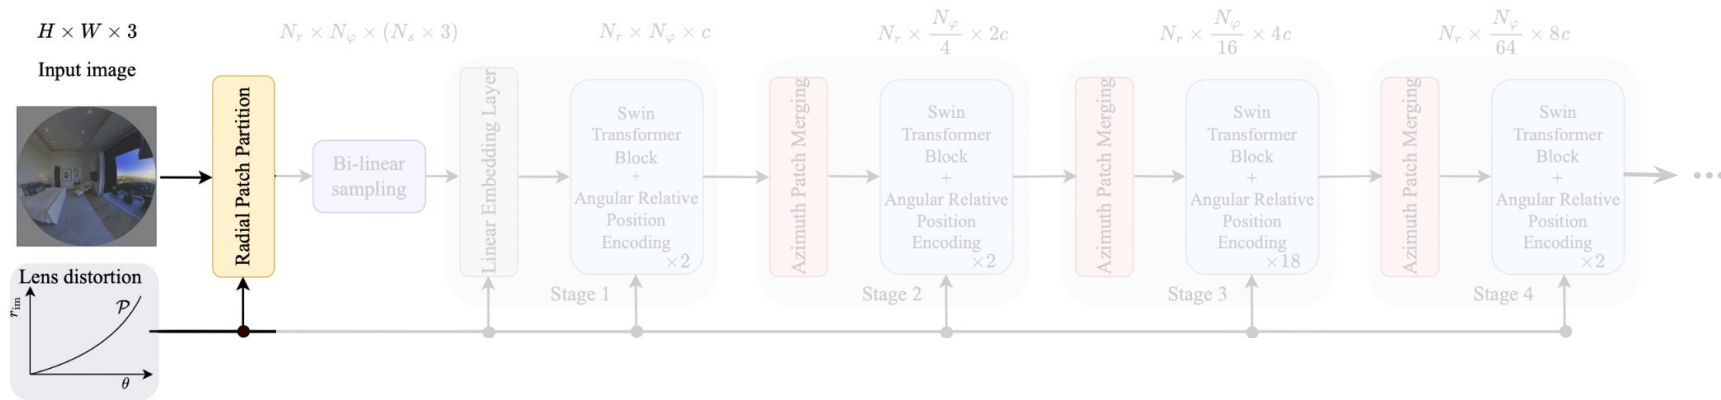 H × W × 3
Input image
Radial Patch Partition
Lens distortion
r_im
𝒫
θ
N_r × N_φ × (N_s × 3)
Bi-linear
sampling
N_r × N_φ × c
Linear Embedding Layer
Swin
Transformer
Block
+
Angular Relative
Position
Encoding
×2
Stage 1
N_r × N_φ/4 × 2c
Azimuth Patch Merging
Swin
Transformer
Block
+
Angular Relative
Position
Encoding
×2
Stage 2
N_r × N_φ/16 × 4c
Azimuth Patch Merging
Swin
Transformer
Block
+
Angular Relative
Position
Encoding
×18
Stage 3
N_r × N_φ/64 × 8c
Azimuth Patch Merging
Swin
Transformer
Block
+
Angular Relative
Position
Encoding
×2
Stage 4
...